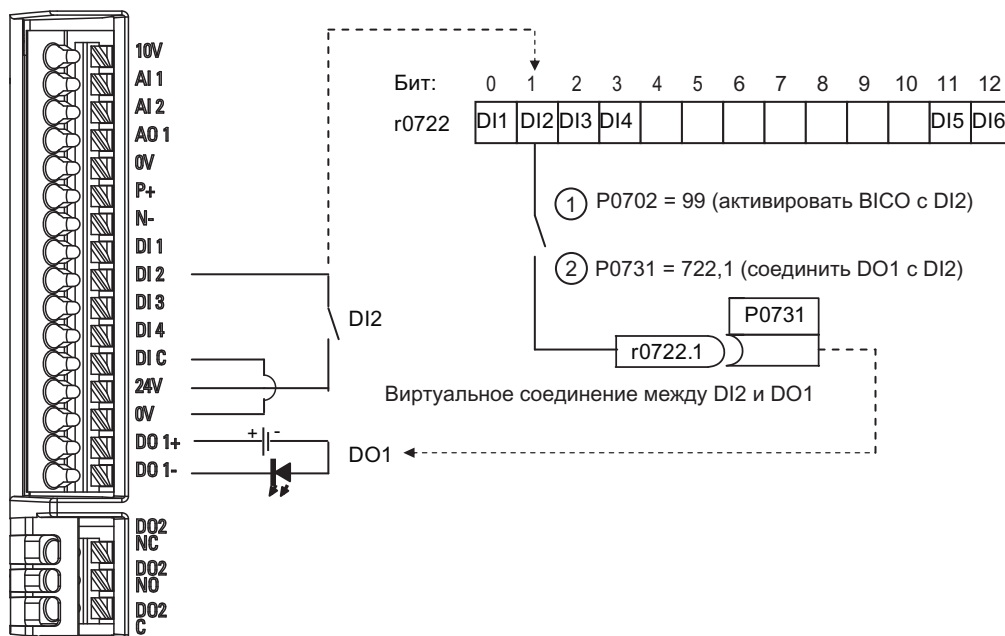 10V
AI 1
AI 2
AO 1
0V
P+
N-
DI 1
DI 2
DI 3
DI 4
DI C
24V
0V
DO 1+
DO 1-
DO2
NC
DO2
NO
DO2
C
Бит: 0 1 2 3 4 5 6 7 8 9 10 11 12
r0722 DI1 DI2 DI3 DI4 DI5 DI6
1 P0702 = 99 (активировать BICO с DI2)
2 P0731 = 722,1 (соединить DO1 с DI2)
DI2
P0731
r0722.1
Виртуальное соединение между DI2 и DO1
+ -
DO1